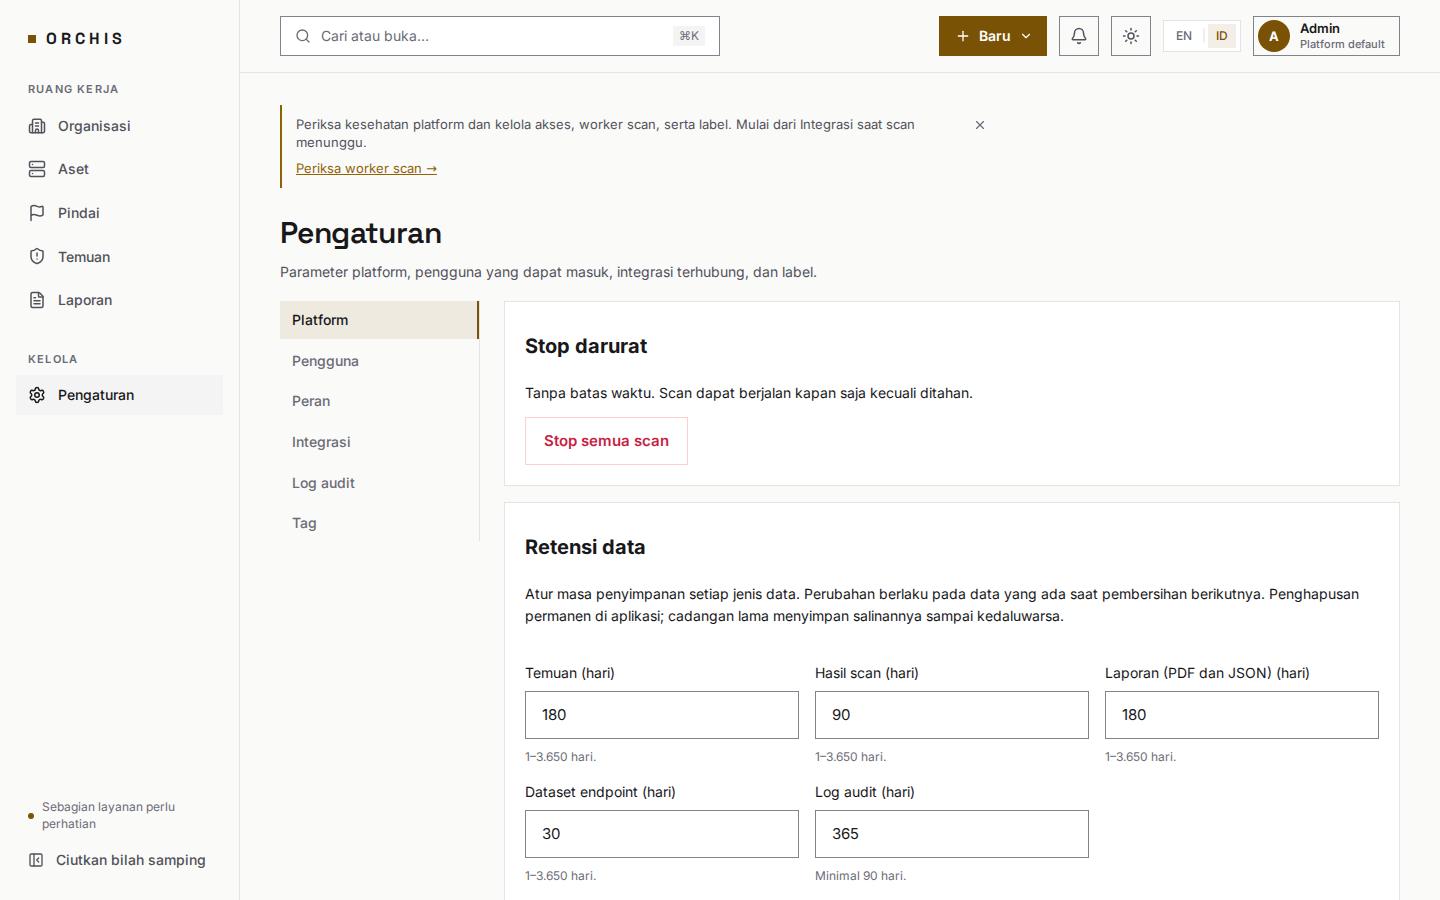 ORCHIS
RUANG KERJA
Organisasi
Aset
Pindai
Temuan
Laporan
KELOLA
Pengaturan
Sebagian layanan perlu
perhatian
Ciutkan bilah samping
Cari atau buka...
⌘K
Baru
EN
ID
A
Admin
Platform default
Periksa kesehatan platform dan kelola akses, worker scan, serta label. Mulai dari Integrasi saat scan
menunggu.
Periksa worker scan →
Pengaturan
Parameter platform, pengguna yang dapat masuk, integrasi terhubung, dan label.
Platform
Pengguna
Peran
Integrasi
Log audit
Tag
Stop darurat
Tanpa batas waktu. Scan dapat berjalan kapan saja kecuali ditahan.
Stop semua scan
Retensi data
Atur masa penyimpanan setiap jenis data. Perubahan berlaku pada data yang ada saat pembersihan berikutnya. Penghapusan
permanen di aplikasi; cadangan lama menyimpan salinannya sampai kedaluwarsa.
Temuan (hari)
180
1–3.650 hari.
Hasil scan (hari)
90
1–3.650 hari.
Laporan (PDF dan JSON) (hari)
180
1–3.650 hari.
Dataset endpoint (hari)
30
1–3.650 hari.
Log audit (hari)
365
Minimal 90 hari.